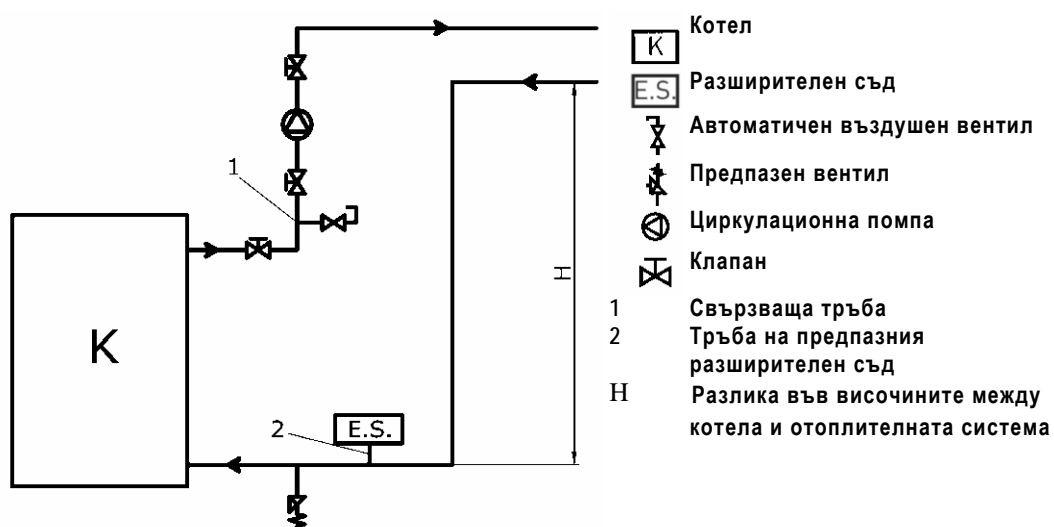 1
K
2
E.S.
H
K Котел
E.S. Разширителен съд
Автоматичен въздушен вентил
Предпазен вентил
Циркулационна помпа
Клапан
1 Свързваща тръба
2 Тръба на предпазния
разширителен съд
H Разлика във височините между
котела и отоплителната система